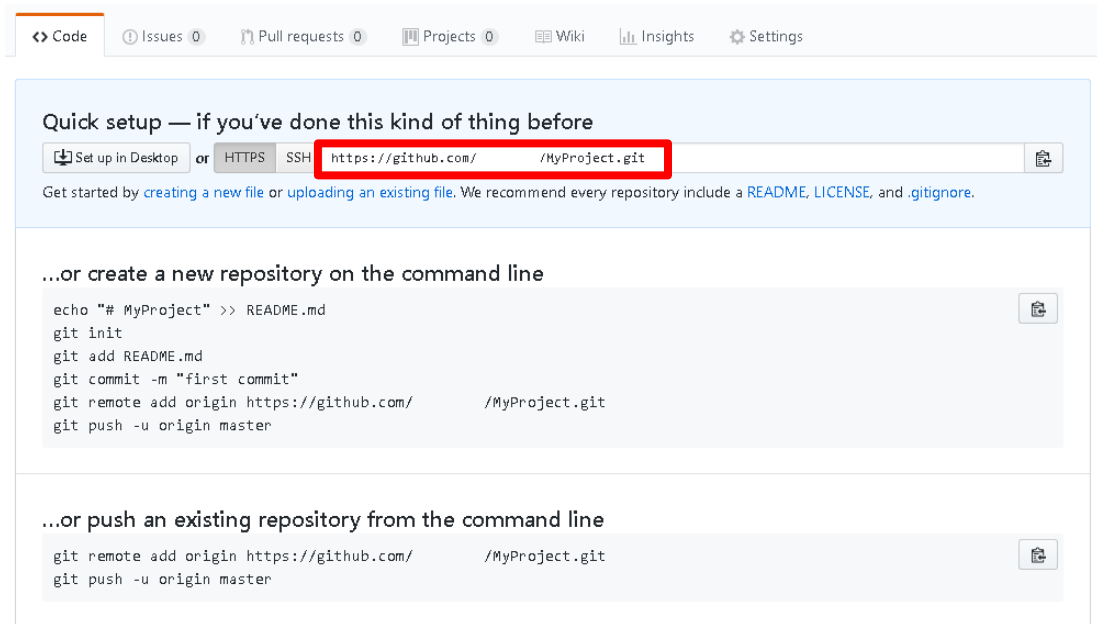 Code Issues 0 Pull requests 0 Projects 0 Wiki Insights Settings
Quick setup — if you've done this kind of thing before
Set up in Desktop or HTTPS SSH https://github.com/ /MyProject.git
Get started by creating a new file or uploading an existing file. We recommend every repository include a README, LICENSE, and .gitignore.
...or create a new repository on the command line
echo "# MyProject" >> README.md
git init
git add README.md
git commit -m "first commit"
git remote add origin https://github.com/ /MyProject.git
git push -u origin master
...or push an existing repository from the command line
git remote add origin https://github.com/ /MyProject.git
git push -u origin master